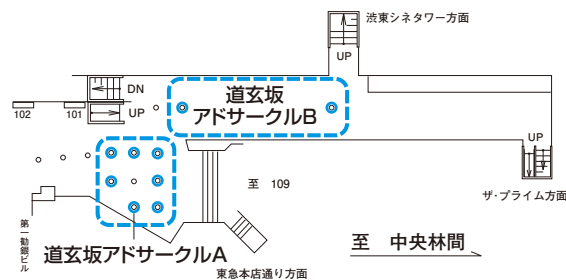 渋東シネタワー方面
UP
DN
UP
102
101
道玄坂
アドサークルB
UP
至 109
ザ・プライム方面
第一勧銀ビル
道玄坂アドサークルA
東急本店通り方面
至 中央林間